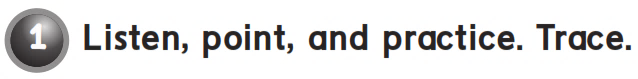 1 Listen, point, and practice. Trace.